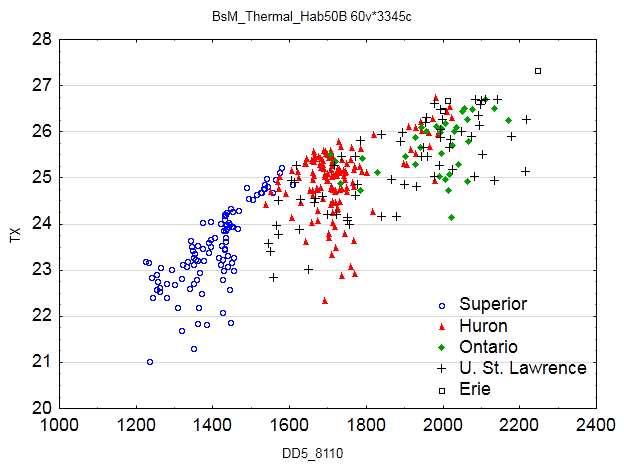 BsM_Thermal_Hab50B 60v*3345c
28
27
26
25
24
23
22
21
20
TX
Superior
Huron
Ontario
U. St. Lawrence
Erie
1000 1200 1400 1600 1800 2000 2200 2400
DD5_8110